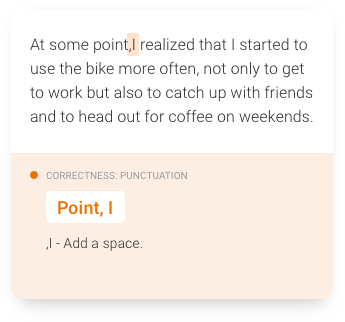 At some point,I realized that I started to
use the bike more often, not only to get
to work but also to catch up with friends
and to head out for coffee on weekends.
CORRECTNESS: PUNCTUATION
Point, I
,I - Add a space.